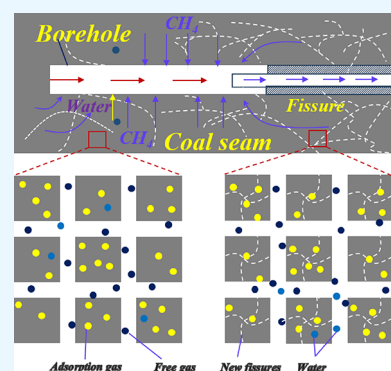 CH4
Borehole
Water
Fissure
CH4
Coal seam
Adsorption gas Free gas New fissures Water